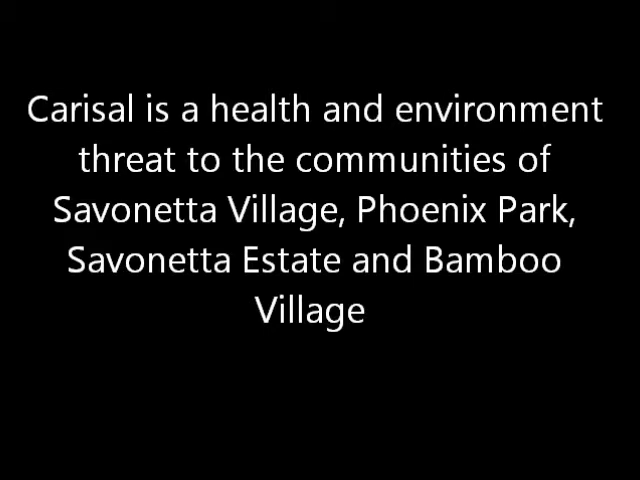 Carisal is a health and environment
threat to the communities of
Savonetta Village, Phoenix Park,
Savonetta Estate and Bamboo
Village